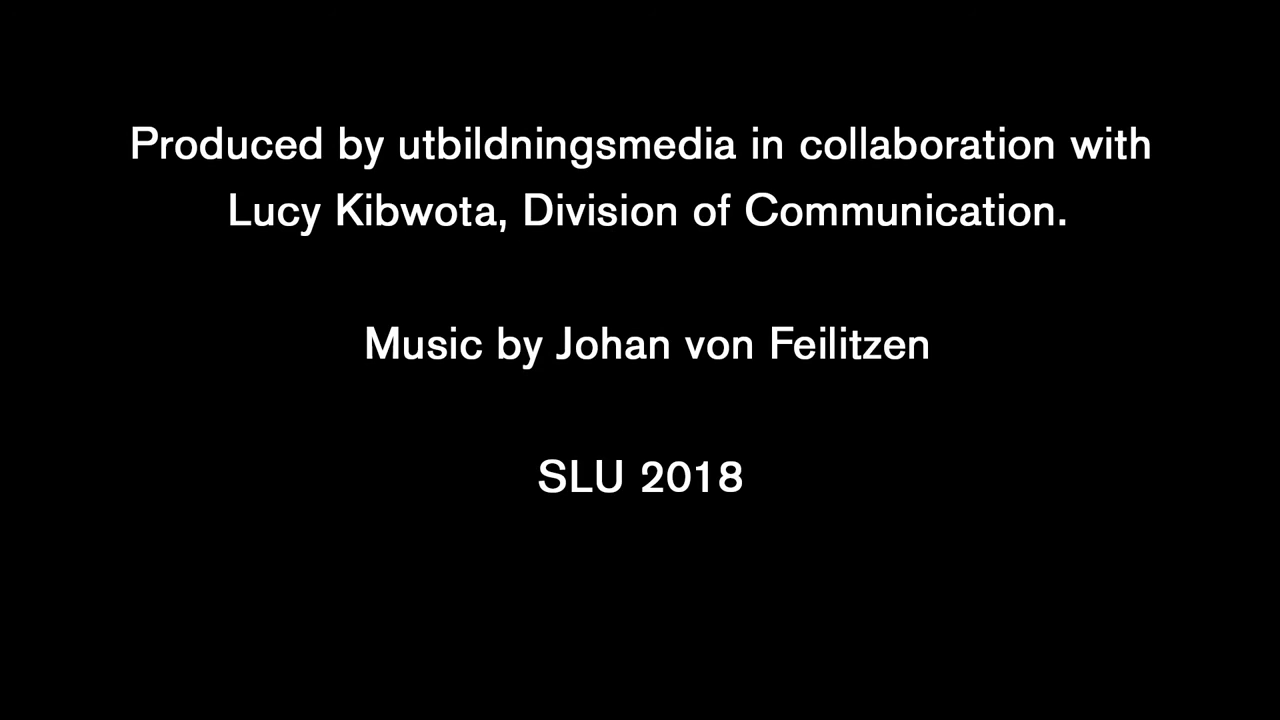 Produced by utbildningsmedia in collaboration with
Lucy Kibwota, Division of Communication.
Music by Johan von Feilitzen
SLU 2018